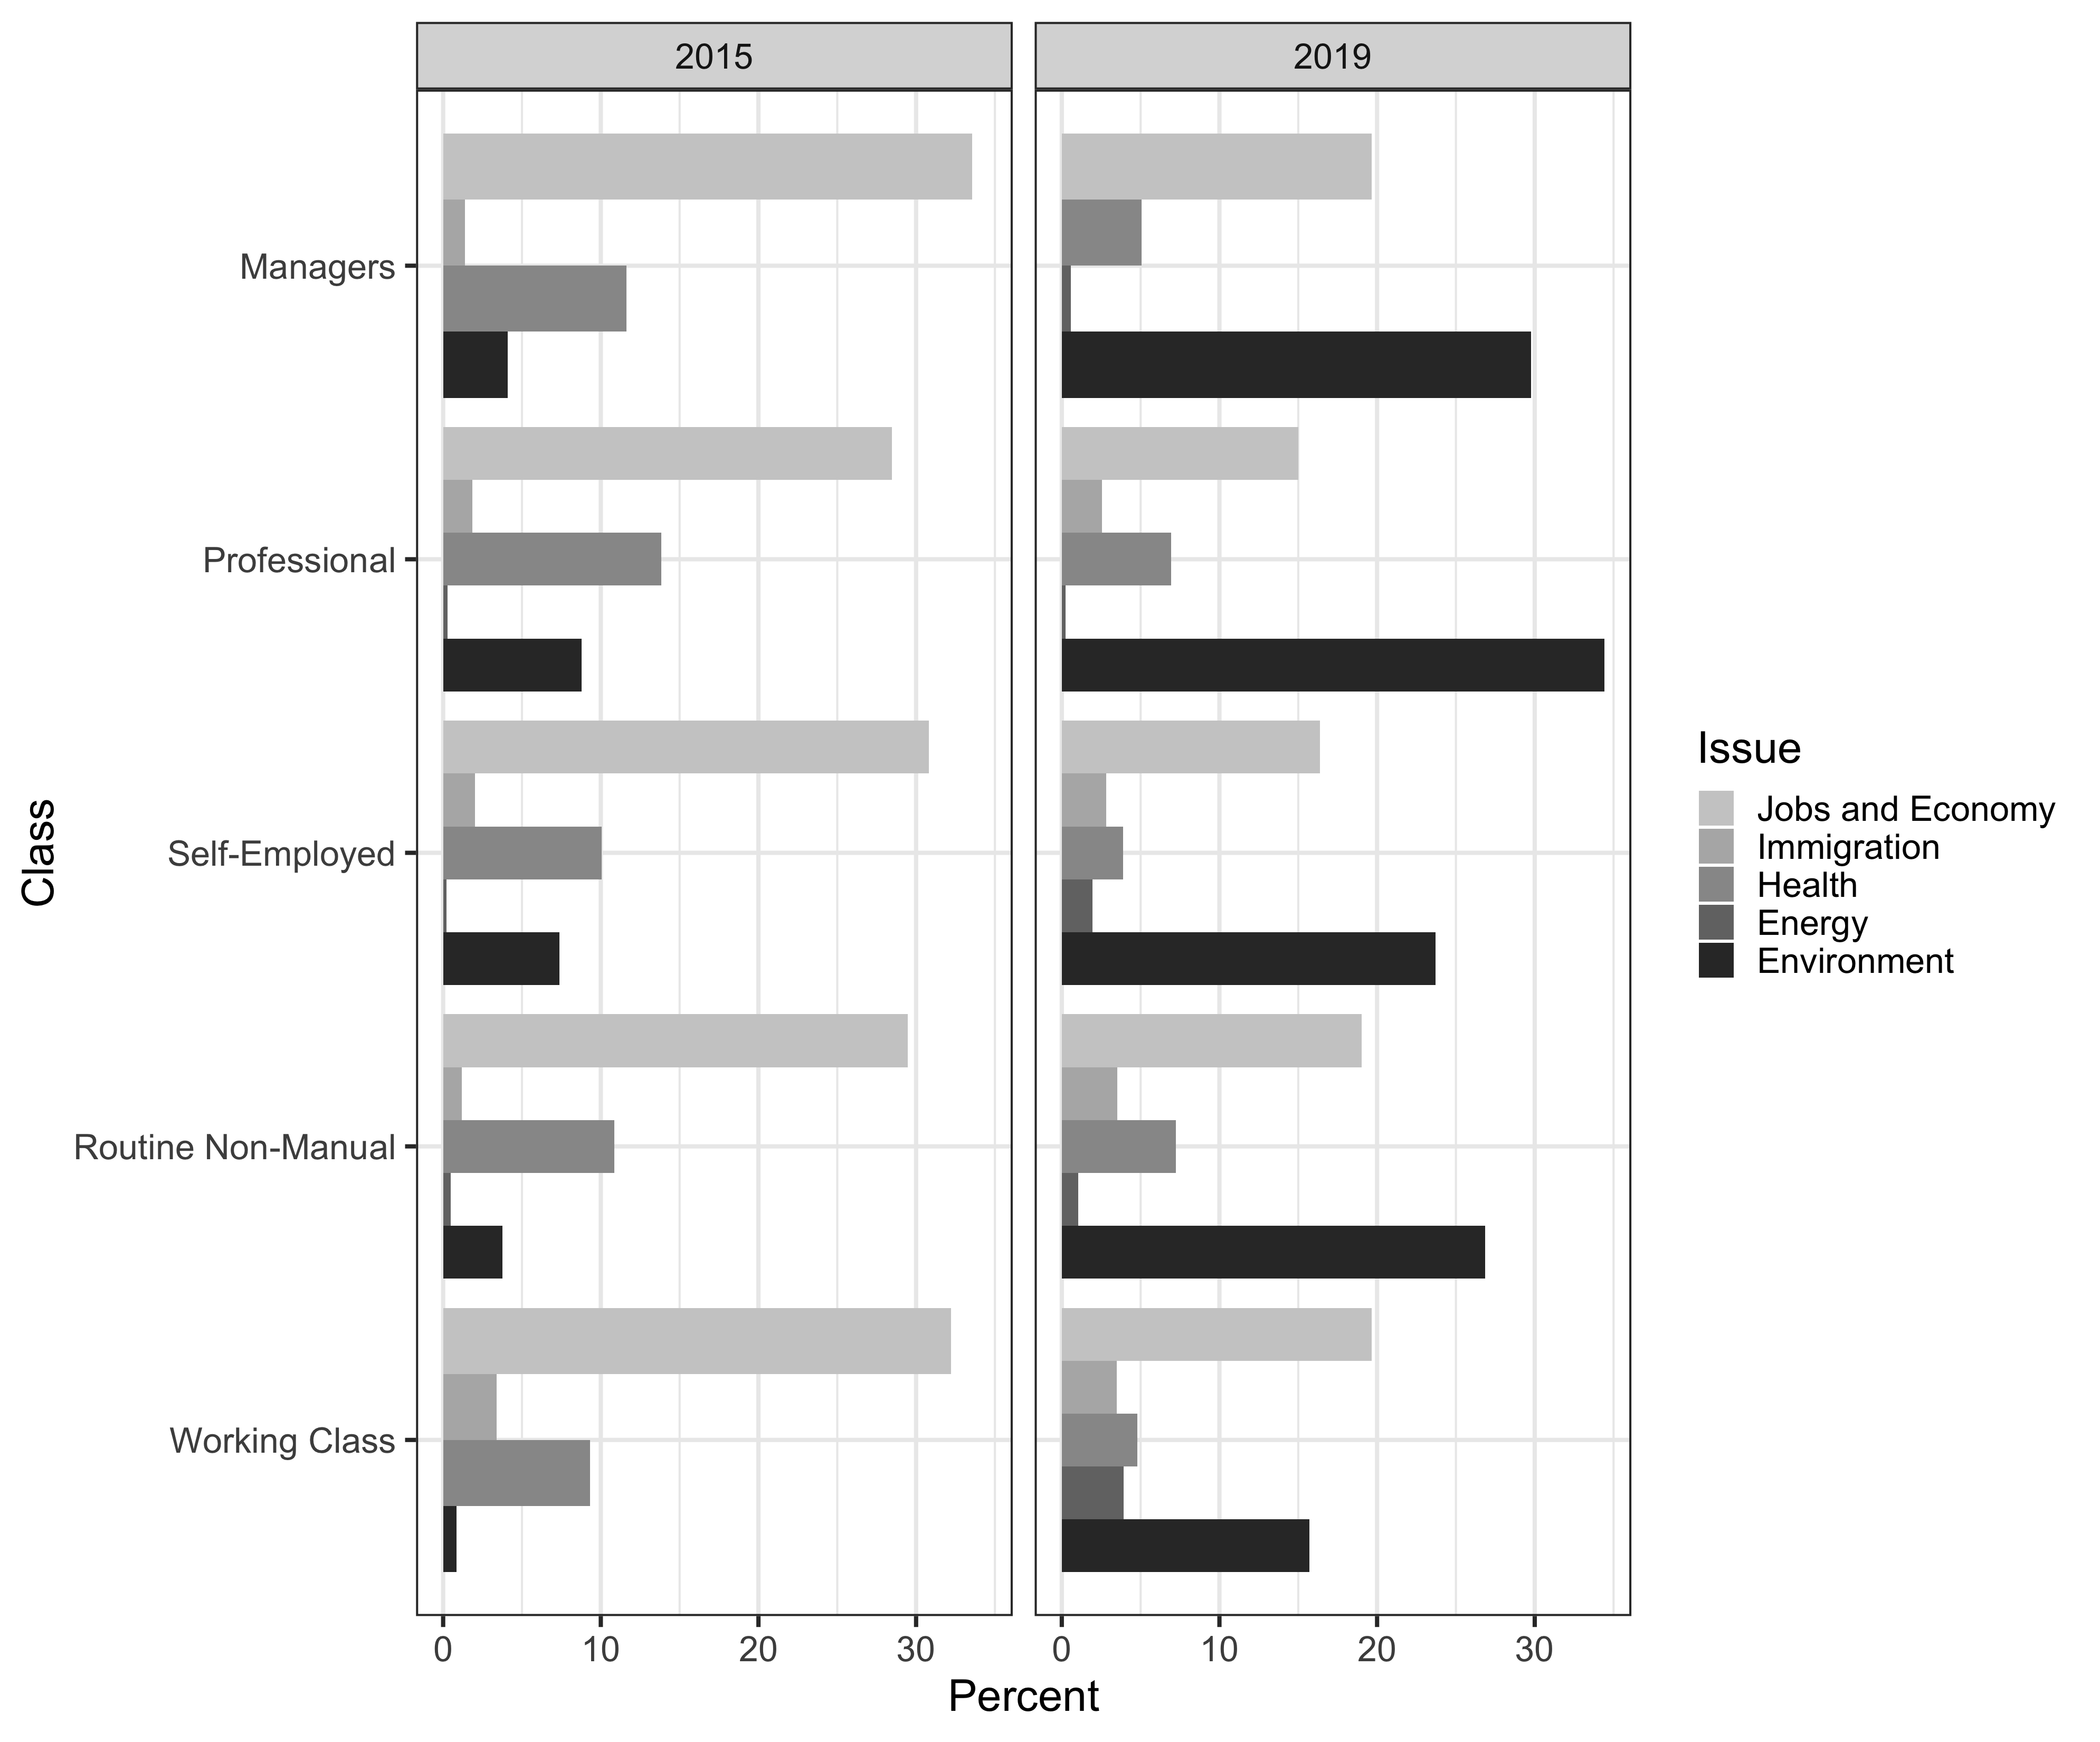 2015
2019
Class
Managers
Professional
Self-Employed
Routine Non-Manual
Working Class
0 10 20 30
0 10 20 30
Percent
Issue
Jobs and Economy
Immigration
Health
Energy
Environment